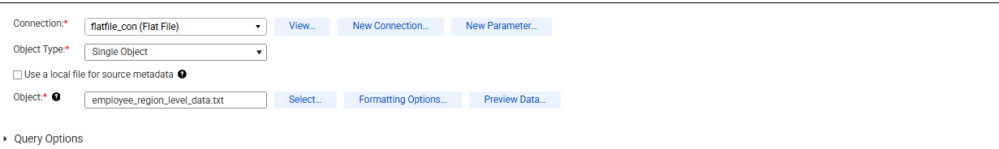 Connection:* flatfile_con (Flat File) View... New Connection... New Parameter...
Object Type:* Single Object
Use a local file for source metadata ?
Object:* ? employee_region_level_data.txt Select... Formatting Options... Preview Data...
Query Options